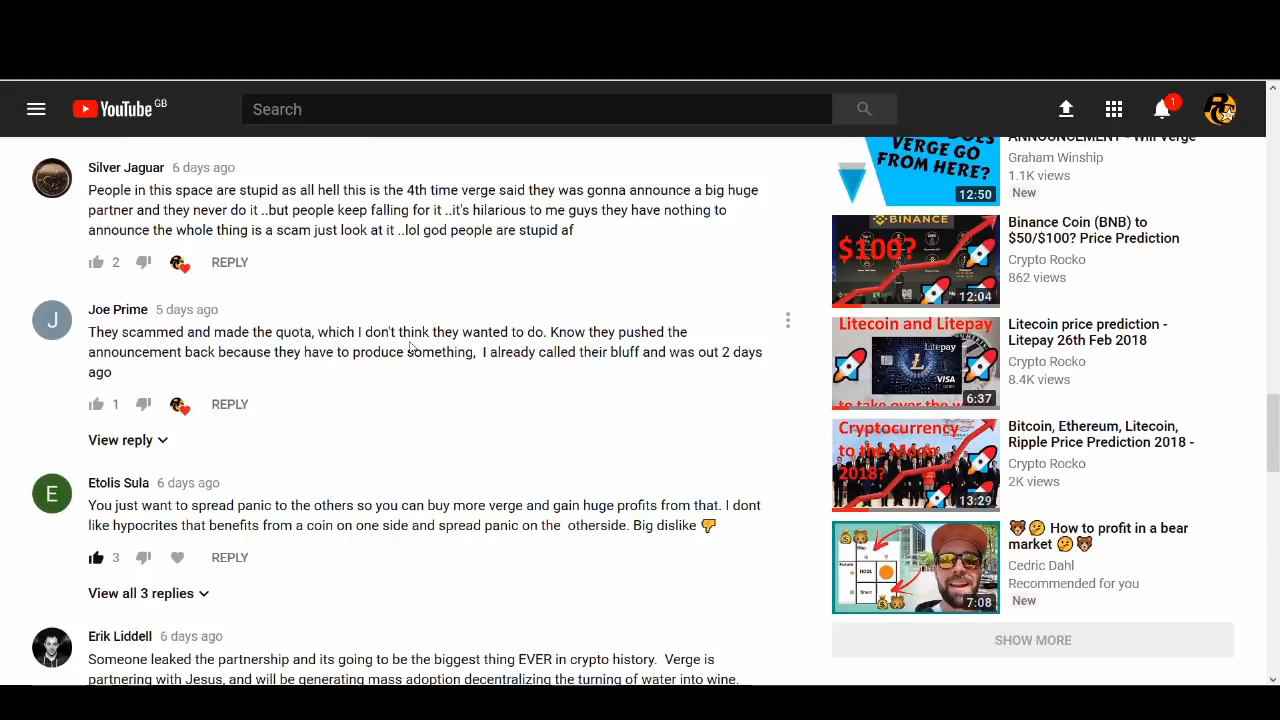 YouTube GB
Search
1
Silver Jaguar 6 days ago
People in this space are stupid as all hell this is the 4th time verge said they was gonna announce a big huge
partner and they never do it ..but people keep falling for it ..it's hilarious to me guys they have nothing to
announce the whole thing is a scam just look at it ..lol god people are stupid af
2 REPLY
Joe Prime 5 days ago
They scammed and made the quota, which I don't think they wanted to do. Know they pushed the
announcement back because they have to produce something, I already called their bluff and was out 2 days
ago
1 REPLY
View reply
E
Etolis Sula 6 days ago
You just want to spread panic to the others so you can buy more verge and gain huge profits from that. I dont
like hypocrites that benefits from a coin on one side and spread panic on the otherside. Big dislike
3 REPLY
View all 3 replies
Erik Liddell 6 days ago
Someone leaked the partnership and its going to be the biggest thing EVER in crypto history. Verge is
partnering with Jesus, and will be generating mass adoption decentralizing the turning of water into wine.
VERGE GO
FROM HERE?
12:50
ANNOUNCEMENT - Will Verge
Graham Winship
1.1K views
New
BINANCE
$100?
12:04
Binance Coin (BNB) to
$50/$100? Price Prediction
Crypto Rocko
862 views
Litecoin and Litepay
Litepay
VISA
6:37
Litecoin price prediction -
Litepay 26th Feb 2018
Crypto Rocko
8.4K views
Cryptocurrency
to the Moon
2018?
13:29
Bitcoin, Ethereum, Litecoin,
Ripple Price Prediction 2018 -
Crypto Rocko
2K views
Future
HODL
Short
7:08
How to profit in a bear
market
Cedric Dahl
Recommended for you
New
SHOW MORE